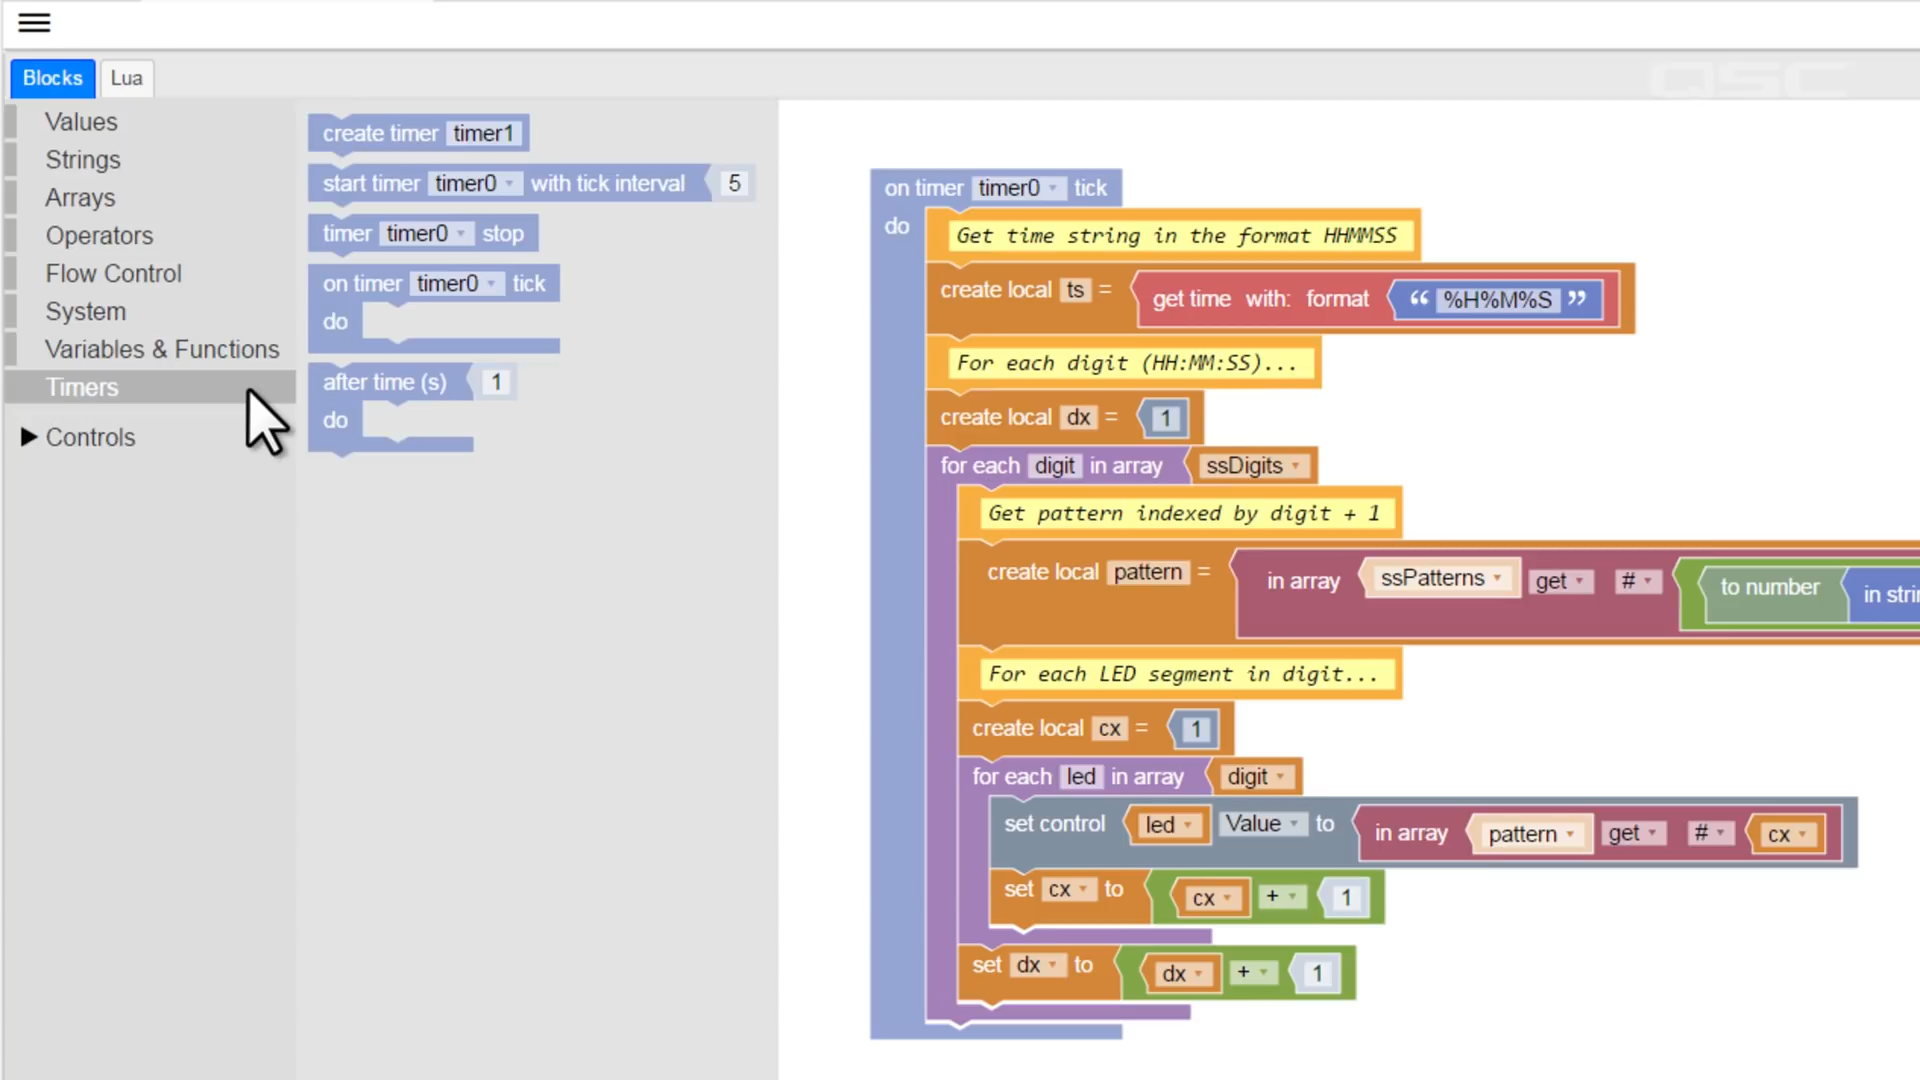 QSC
Blocks Lua
Values
Strings
Arrays
Operators
Flow Control
System
Variables & Functions
Timers
Controls
create timer timer1
start timer timer0 with tick interval 5
timer timer0 stop
on timer timer0 tick
do
after time (s) 1
do
on timer timer0 tick
do
Get time string in the format HHMMSS
create local ts = get time with: format “ %H%M%S ”
For each digit (HH:MM:SS)...
create local dx = 1
for each digit in array ssDigits
Get pattern indexed by digit + 1
create local pattern = in array ssPatterns get # to number in
For each LED segment in digit...
create local cx = 1
for each led in array digit
set control led Value to in array pattern get # cx
set cx to cx + 1
set dx to dx + 1